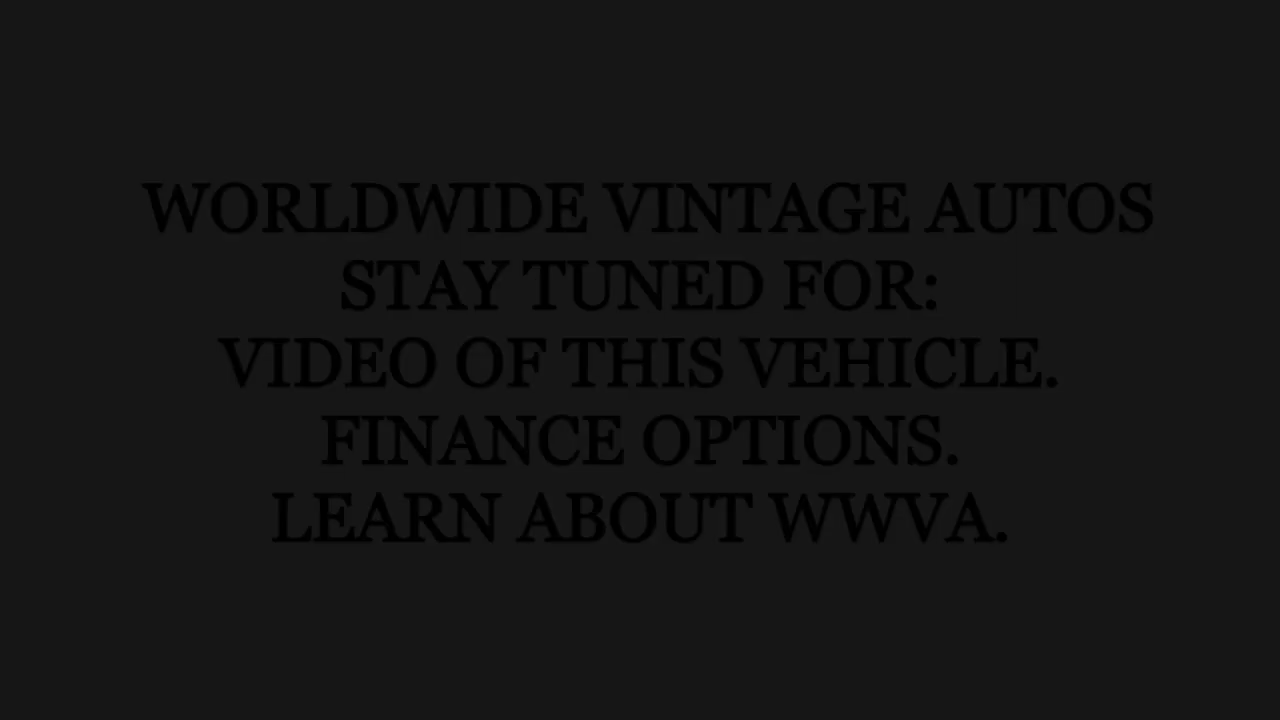 WORLDWIDE VINTAGE AUTOS
STAY TUNED FOR:
VIDEO OF THIS VEHICLE.
FINANCE OPTIONS.
LEARN ABOUT WWVA.